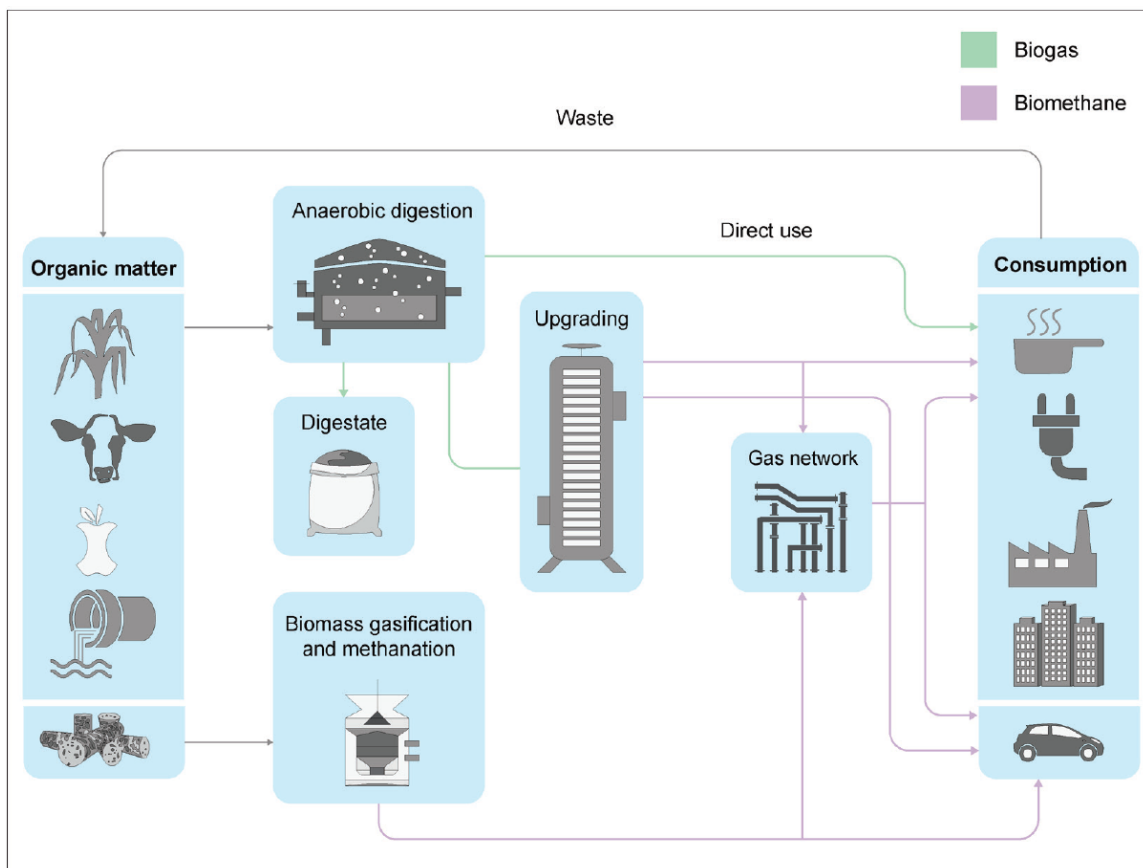 Biogas
Biomethane
Waste
Anaerobic digestion
Direct use
Organic matter
Consumption
Upgrading
Digestate
Gas network
Biomass gasification
and methanation